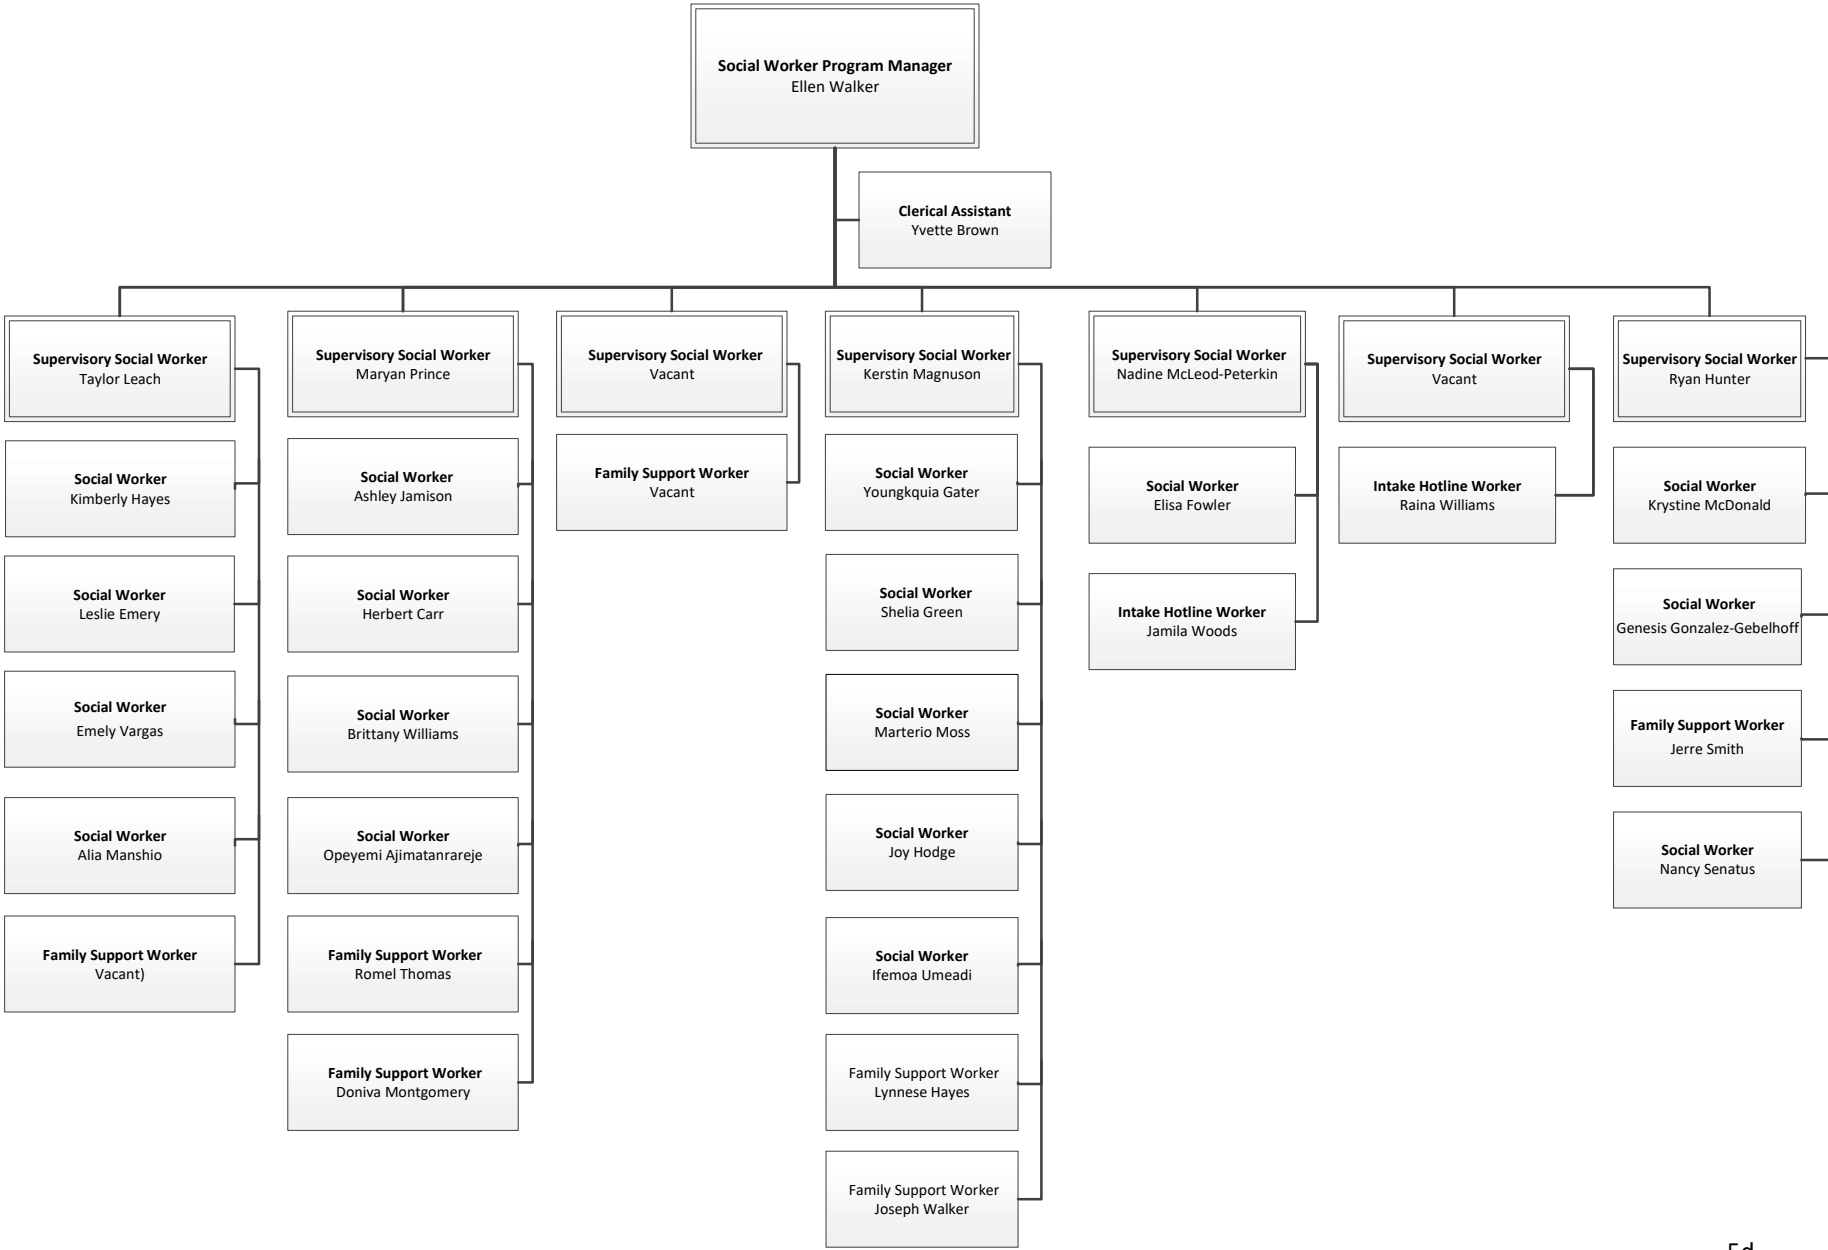 Social Worker Program Manager
Ellen Walker
Clerical Assistant
Yvette Brown
Supervisory Social Worker
Taylor Leach
Social Worker
Kimberly Hayes
Social Worker
Leslie Emery
Social Worker
Emely Vargas
Social Worker
Alia Manshio
Family Support Worker
Vacant)
Supervisory Social Worker
Maryan Prince
Social Worker
Ashley Jamison
Social Worker
Herbert Carr
Social Worker
Brittany Williams
Social Worker
Opeyemi Ajimatanrareje
Family Support Worker
Romel Thomas
Family Support Worker
Doniva Montgomery
Supervisory Social Worker
Vacant
Family Support Worker
Vacant
Supervisory Social Worker
Kerstin Magnuson
Social Worker
Youngkquia Gater
Social Worker
Shelia Green
Social Worker
Marterio Moss
Social Worker
Joy Hodge
Social Worker
Ifemoa Umeadi
Family Support Worker
Lynnese Hayes
Family Support Worker
Joseph Walker
Supervisory Social Worker
Nadine McLeod-Peterkin
Social Worker
Elisa Fowler
Intake Hotline Worker
Jamila Woods
Supervisory Social Worker
Vacant
Intake Hotline Worker
Raina Williams
Supervisory Social Worker
Ryan Hunter
Social Worker
Krystine McDonald
Social Worker
Genesis Gonzalez-Gebelhoff
Family Support Worker
Jerre Smith
Social Worker
Nancy Senatus